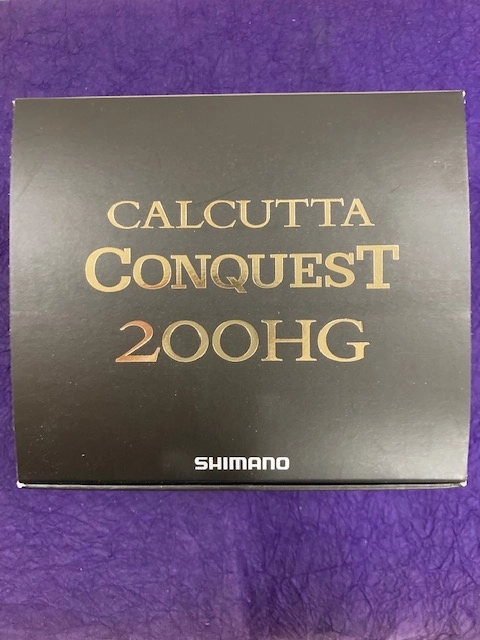 CALCUTTA
CONQUEST
200HG
SHIMANO